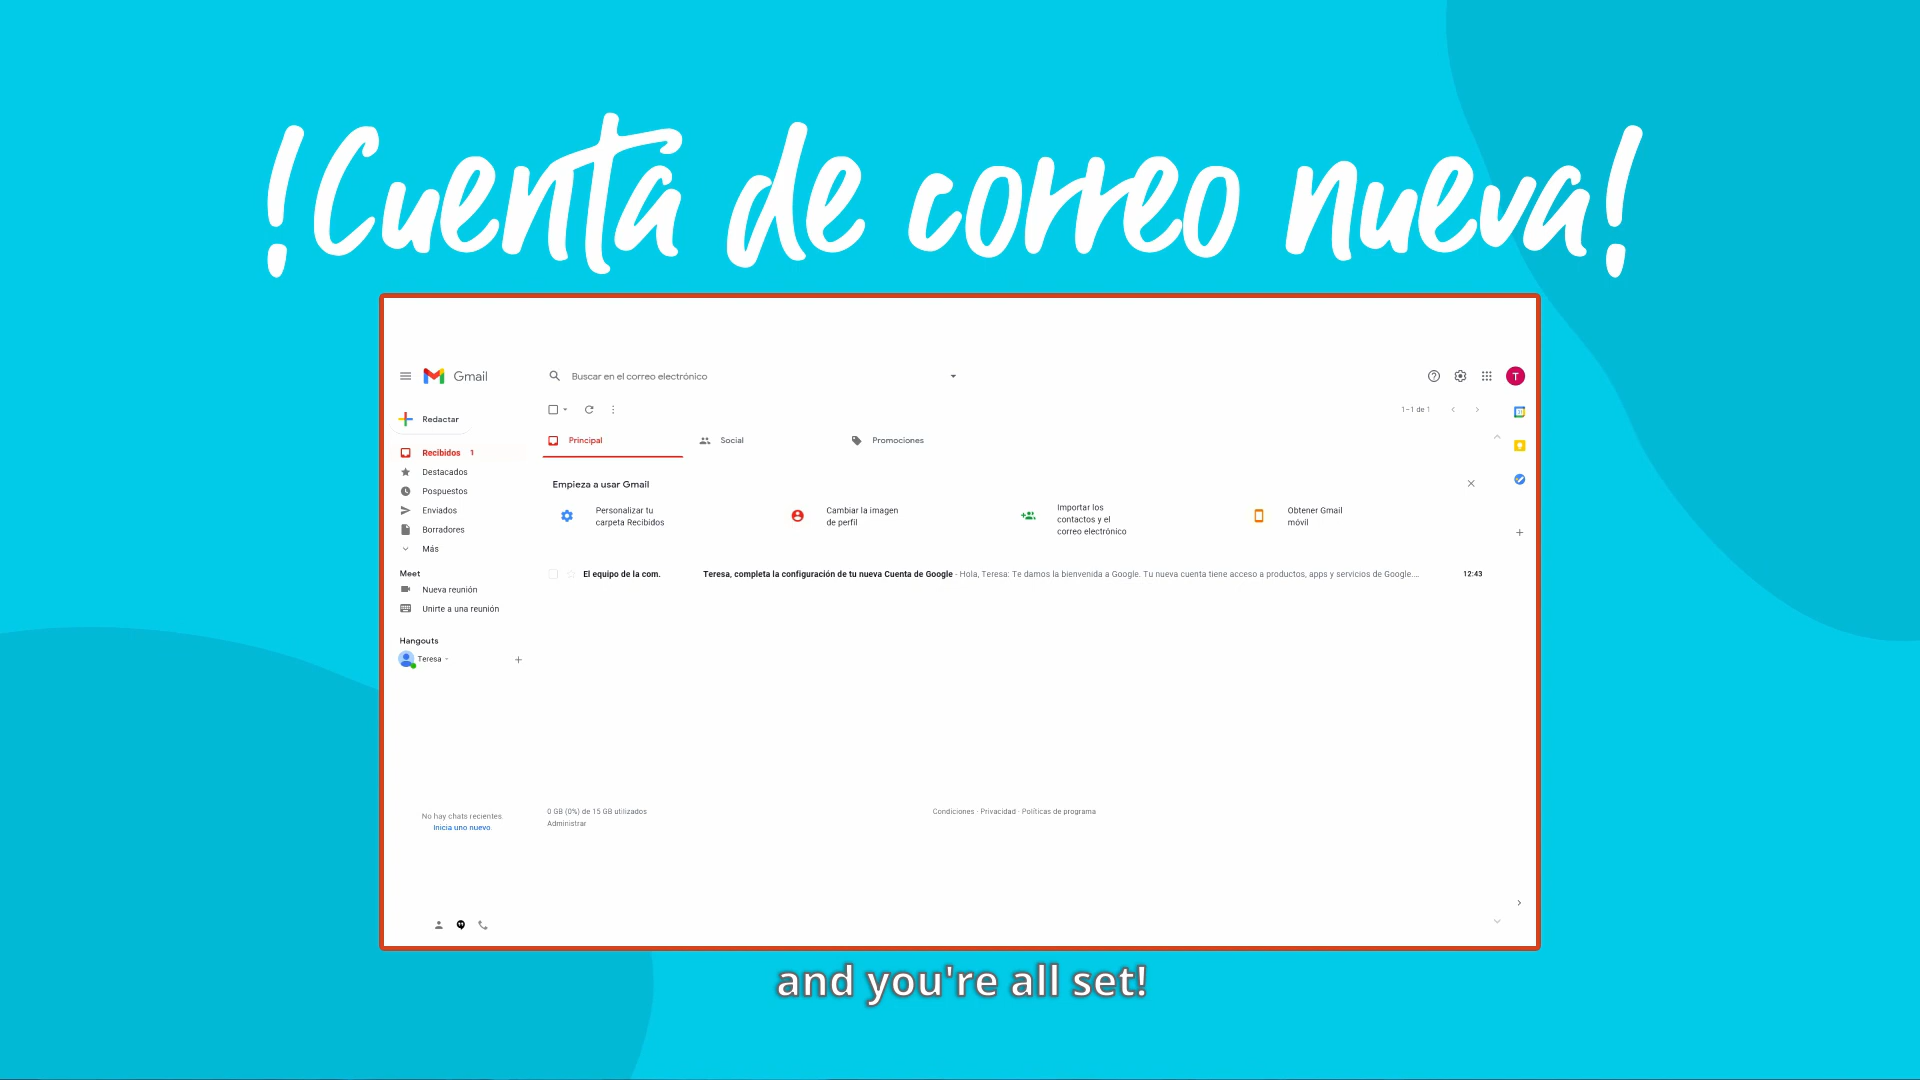 !Cuenta de correo nueva!
Gmail
Buscar en el correo electrónico
T
Redactar
1–1 de 1
Principal
Social
Promociones
Recibidos 1
Destacados
Pospuestos
Enviados
Borradores
Más
Empieza a usar Gmail
Personalizar tu
carpeta Recibidos
Cambiar la imagen
de perfil
Importar los
contactos y el
correo electrónico
Obtener Gmail
móvil
El equipo de la com. Teresa, completa la configuración de tu nueva Cuenta de Google - Hola, Teresa: Te damos la bienvenida a Google. Tu nueva cuenta tiene acceso a productos, apps y servicios de Google.... 12:43
Meet
Nueva reunión
Unirte a una reunión
Hangouts
Teresa
No hay chats recientes.
Inicia uno nuevo
0 GB (0%) de 15 GB utilizados
Administrar
Condiciones · Privacidad · Políticas de programa
and you're all set!